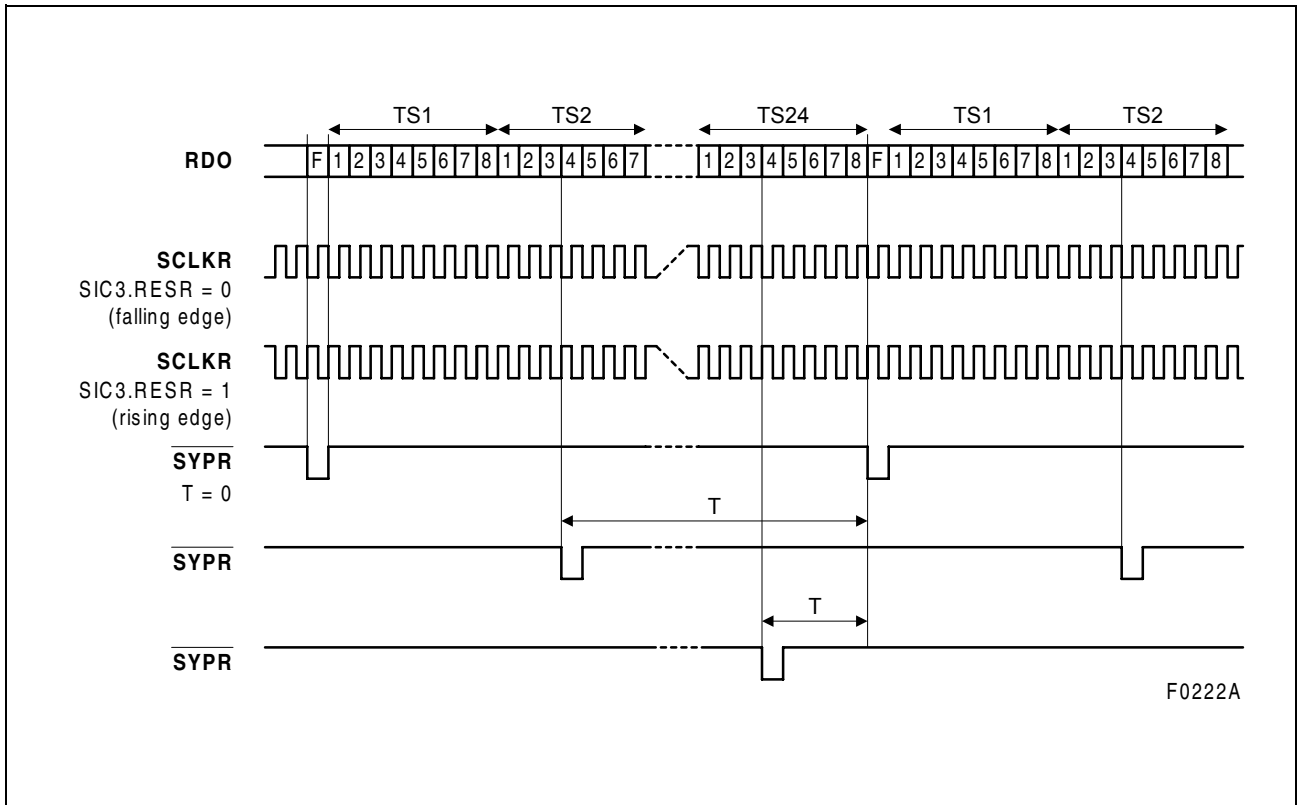 TS1 TS2 TS24 TS1 TS2
RDO F 1 2 3 4 5 6 7 8 1 2 3 4 5 6 7 1 2 3 4 5 6 7 8 F 1 2 3 4 5 6 7 8 1 2 3 4 5 6 7 8
SCLKR
SIC3.RESR = 0
(falling edge)
SCLKR
SIC3.RESR = 1
(rising edge)
SYPR
T = 0
T
SYPR
T
SYPR
F0222A